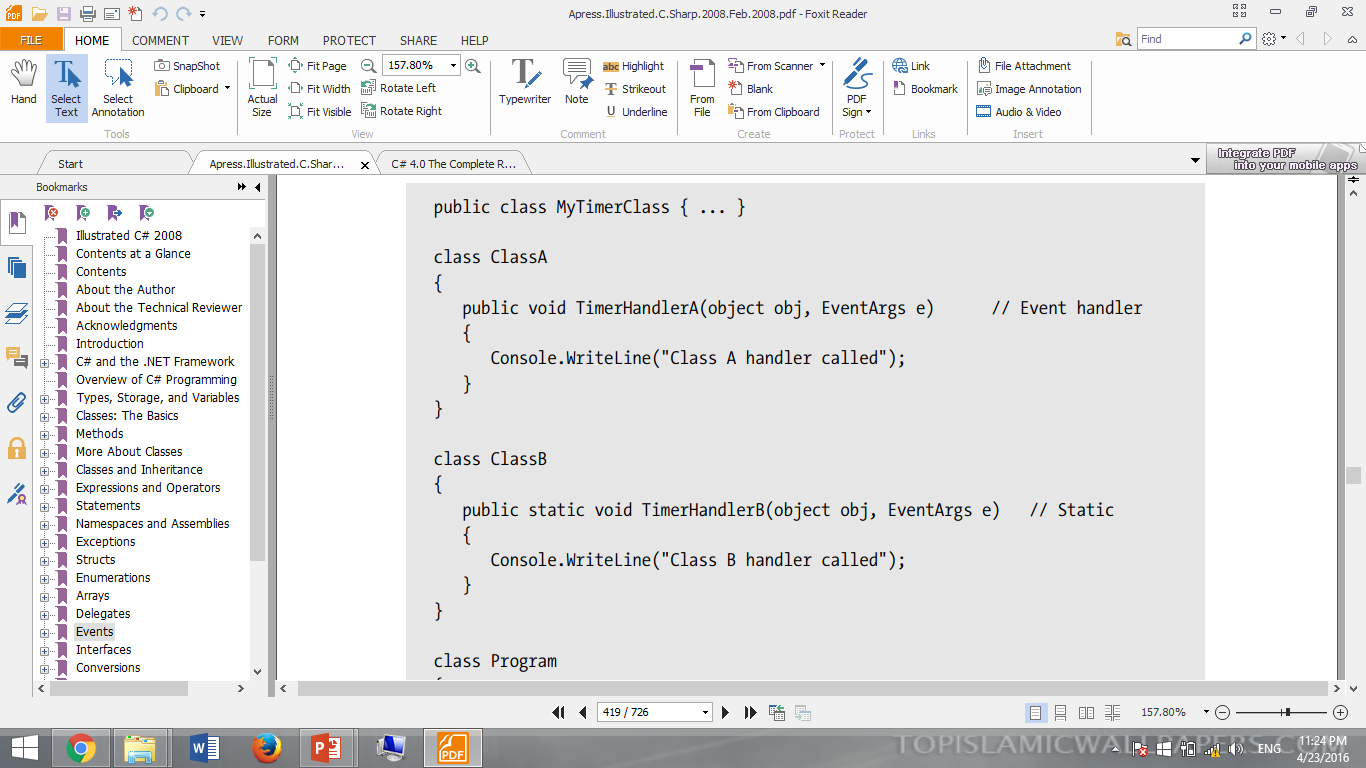 Apress.Illustrated.C.Sharp.2008.Feb.2008.pdf - Foxit Reader
FILE HOME COMMENT VIEW FORM PROTECT SHARE HELP
Find
Hand
Select Text
Select Annotation
SnapShot
Clipboard
Tools
Actual Size
Fit Page
Fit Width
Fit Visible
157.80%
Rotate Left
Rotate Right
View
Typewriter
Note
Highlight
Strikeout
Underline
Comment
From File
From Scanner
Blank
From Clipboard
Create
PDF Sign
Protect
Link
Bookmark
Links
File Attachment
Image Annotation
Audio & Video
Insert
Start
Apress.Illustrated.C.Shar...
C# 4.0 The Complete R...
Integrate PDF
into your mobile apps
Bookmarks
Illustrated C# 2008
Contents at a Glance
Contents
About the Author
About the Technical Reviewer
Acknowledgments
Introduction
C# and the .NET Framework
Overview of C# Programming
Types, Storage, and Variables
Classes: The Basics
Methods
More About Classes
Classes and Inheritance
Expressions and Operators
Statements
Namespaces and Assemblies
Exceptions
Structs
Enumerations
Arrays
Delegates
Events
Interfaces
Conversions
public class MyTimerClass { ... }
class ClassA
{
public void TimerHandlerA(object obj, EventArgs e) // Event handler
{
Console.WriteLine("Class A handler called");
}
}
class ClassB
{
public static void TimerHandlerB(object obj, EventArgs e) // Static
{
Console.WriteLine("Class B handler called");
}
}
class Program
419 / 726
157.80%
TOPISLAMICWALLPAPERS.COM
ENG
11:24 PM
4/23/2016